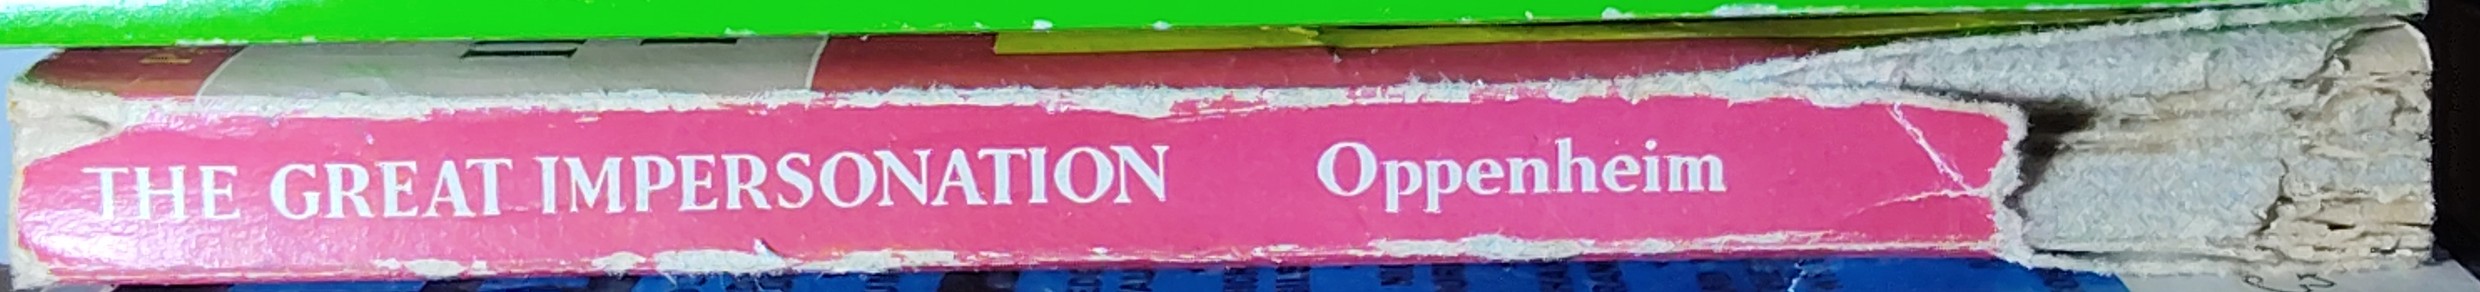 THE GREAT IMPERSONATION Oppenheim